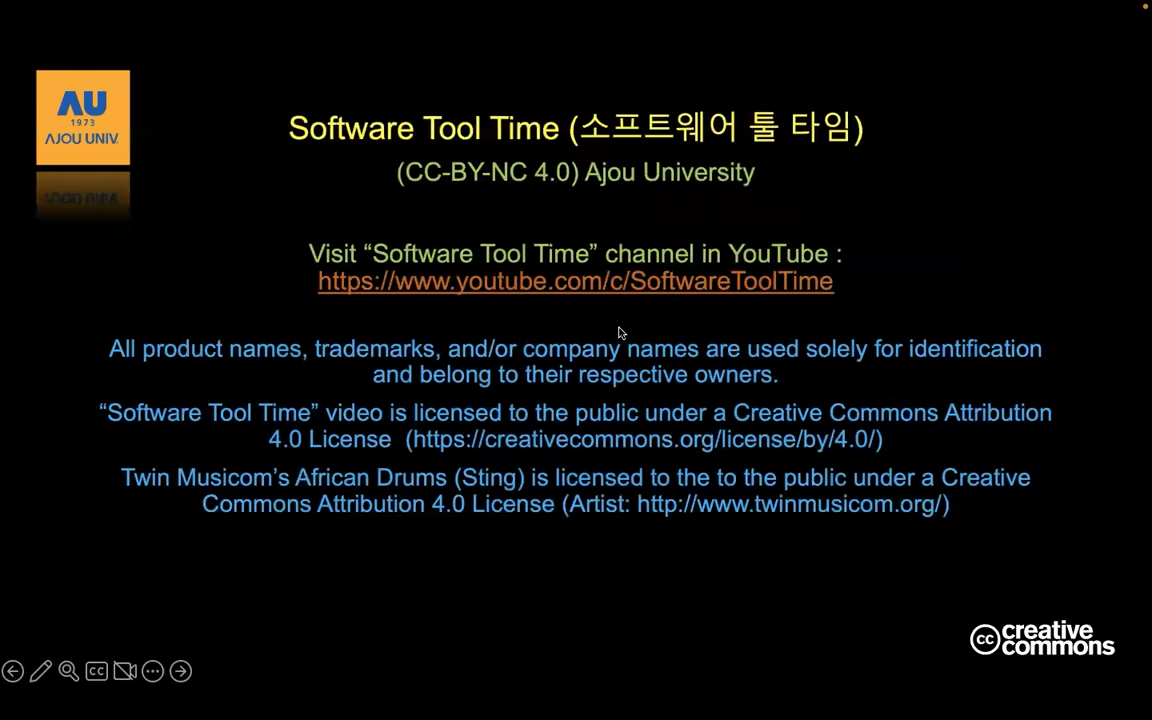 AU
1973
AJOU UNIV.
Software Tool Time (소프트웨어 툴 타임)
(CC-BY-NC 4.0) Ajou University
Visit “Software Tool Time” channel in YouTube :
https://www.youtube.com/c/SoftwareToolTime
All product names, trademarks, and/or company names are used solely for identification
and belong to their respective owners.
“Software Tool Time” video is licensed to the public under a Creative Commons Attribution
4.0 License (https://creativecommons.org/license/by/4.0/)
Twin Musicom’s African Drums (Sting) is licensed to the to the public under a Creative
Commons Attribution 4.0 License (Artist: http://www.twinmusicom.org/)
cc creative
commons
CC